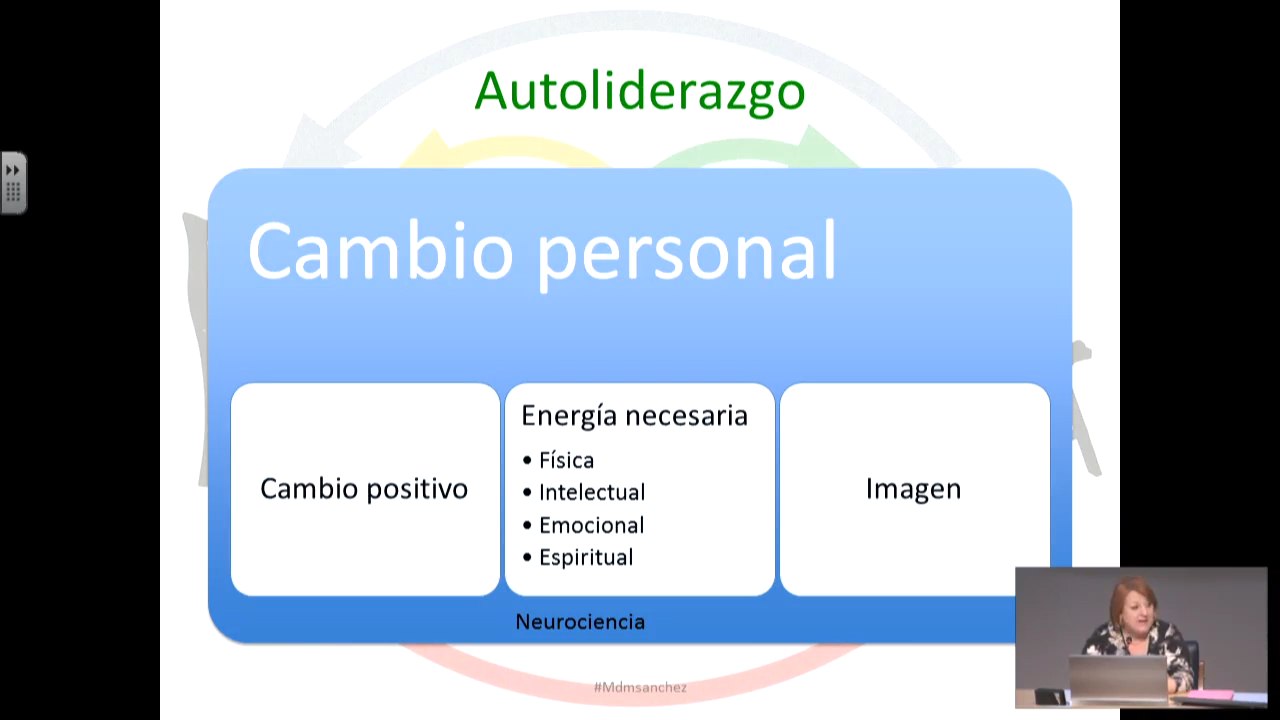 Autoliderazgo
Cambio personal
Cambio positivo
Energía necesaria
• Física
• Intelectual
• Emocional
• Espiritual
Imagen
Neurociencia
#Mdmsanchez